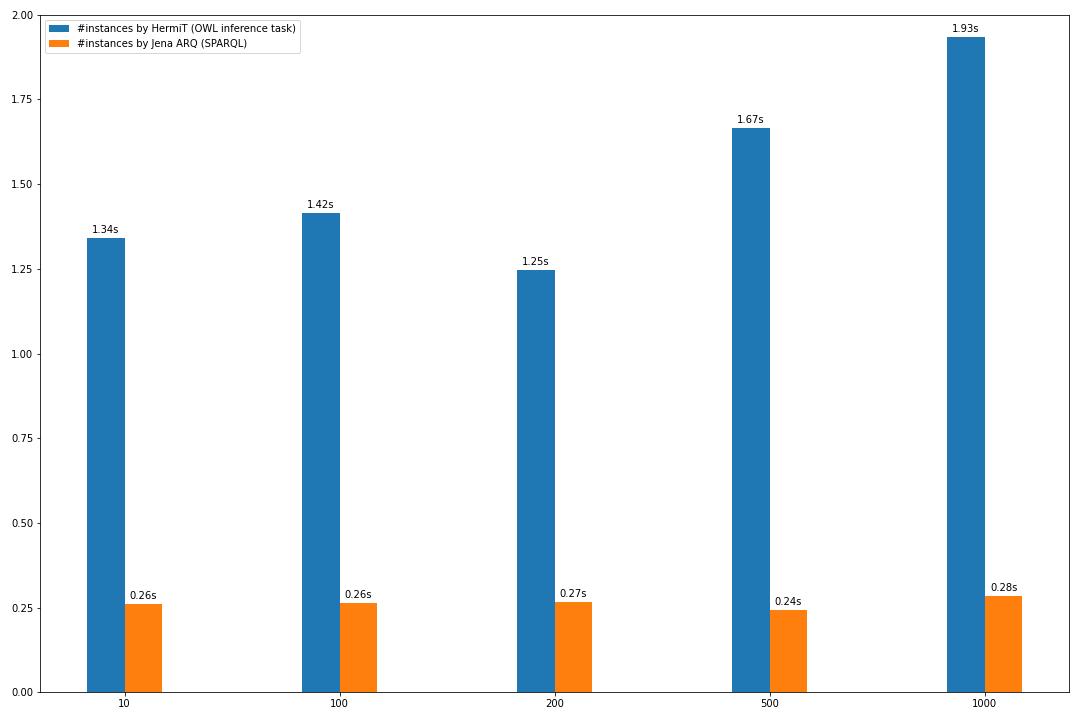 #instances by HermiT (OWL inference task)
#instances by Jena ARQ (SPARQL)
2.00
1.75
1.50
1.25
1.00
0.75
0.50
0.25
0.00
1.34s
0.26s
1.42s
0.26s
1.25s
0.27s
1.67s
0.24s
1.93s
0.28s
10
100
200
500
1000